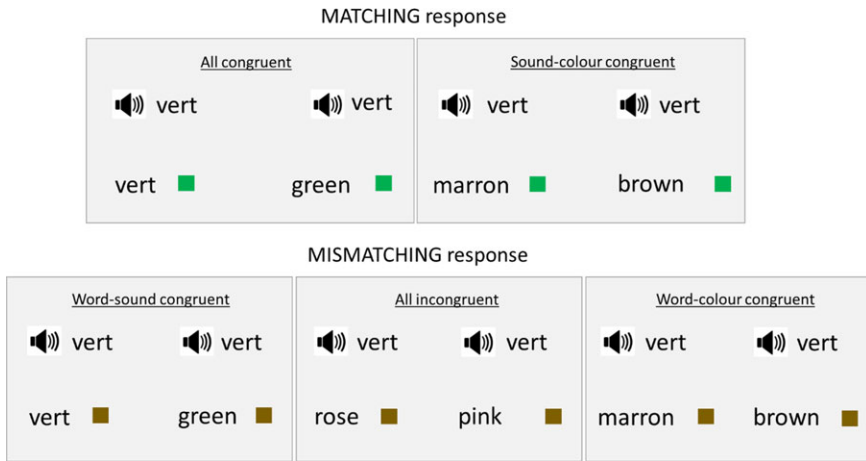 MATCHING response
All congruent
vert vert
vert green
Sound-colour congruent
vert vert
marron brown
MISMATCHING response
Word-sound congruent
vert vert
vert green
All incongruent
vert vert
rose pink
Word-colour congruent
vert vert
marron brown